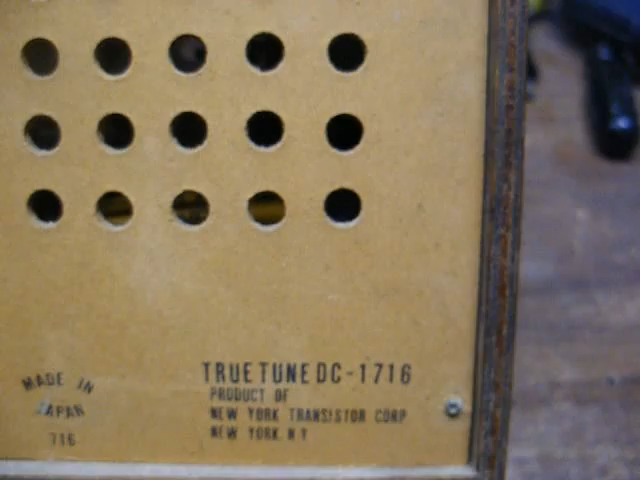 MADE IN
JAPAN
716
TRUETUNE DC-1716
PRODUCT OF
NEW YORK TRANSISTOR CORP
NEW YORK N Y